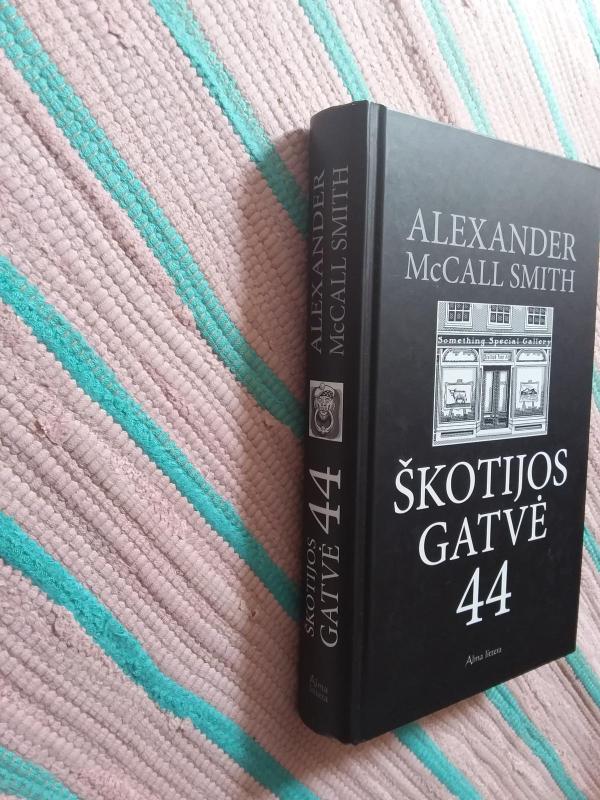 ALEXANDER
McCALL SMITH
Something Special Gallery
ŠKOTIJOS
GATVĖ
44
Alma littera
ALEXANDER
McCALL SMITH
ŠKOTIJOS
GATVĖ 44
Alma
littera